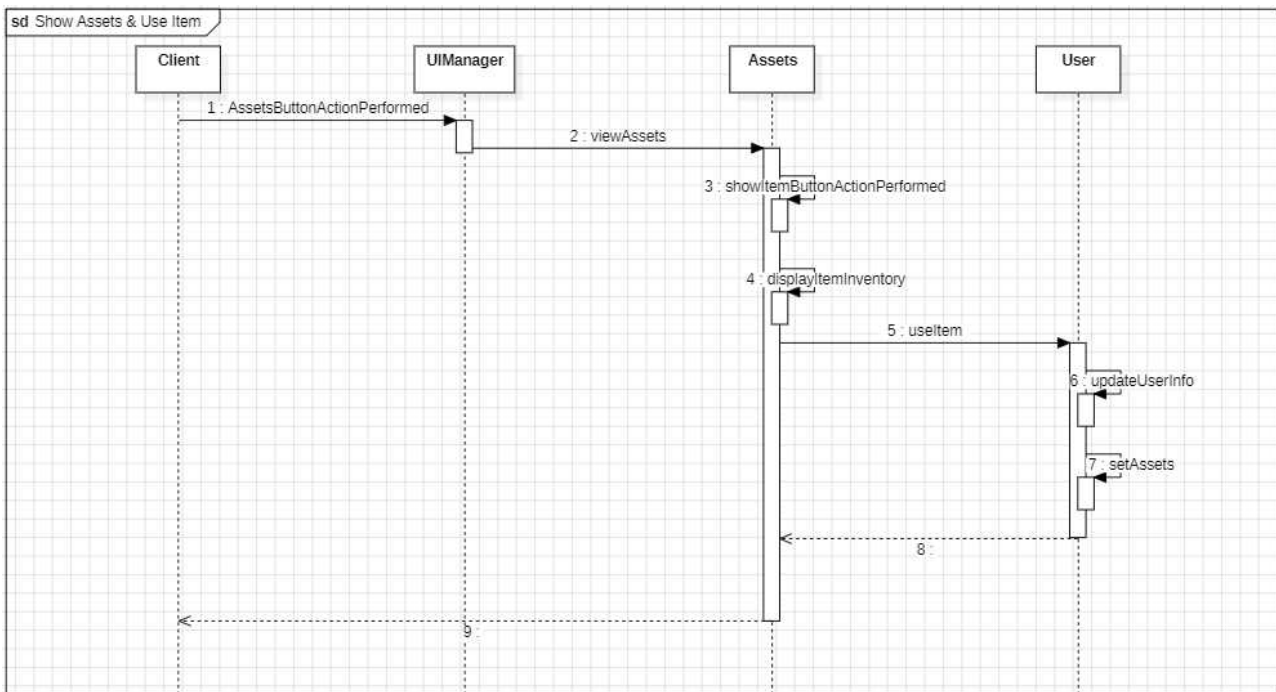 sd Show Assets & Use Item
Client
UIManager
Assets
User
1 : AssetsButtonActionPerformed
2 : viewAssets
3 : showItemButtonActionPerformed
4 : displayItemInventory
5 : useItem
6 : updateUserInfo
7 : setAssets
8 :
9 :